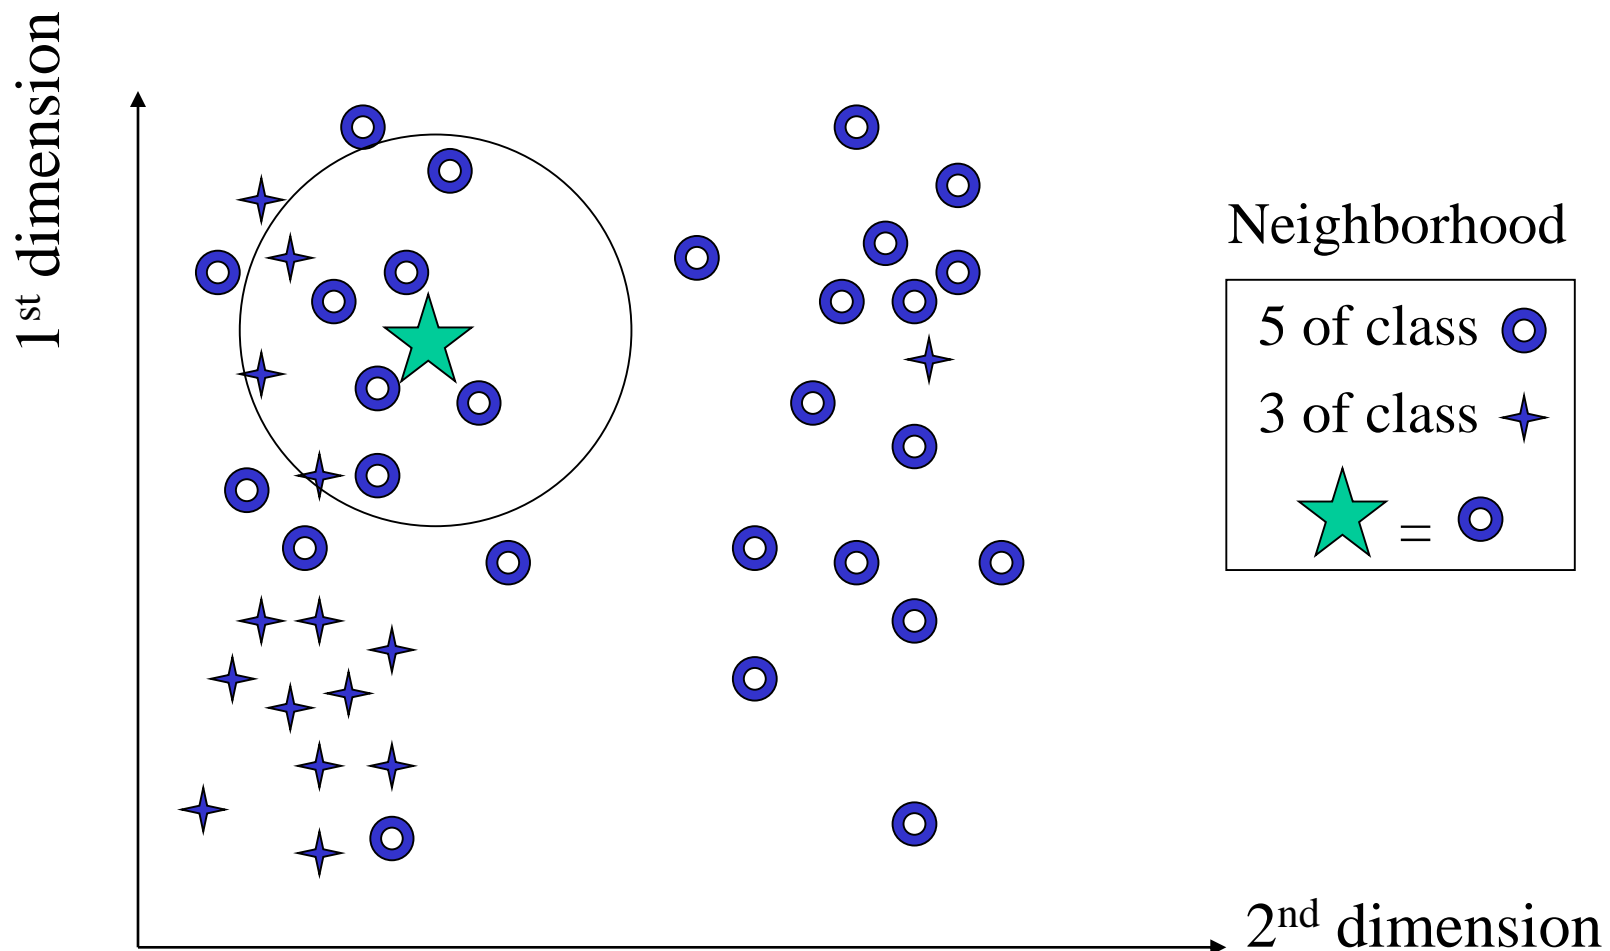 1st dimension
Neighborhood
5 of class
3 of class
=
2nd dimension